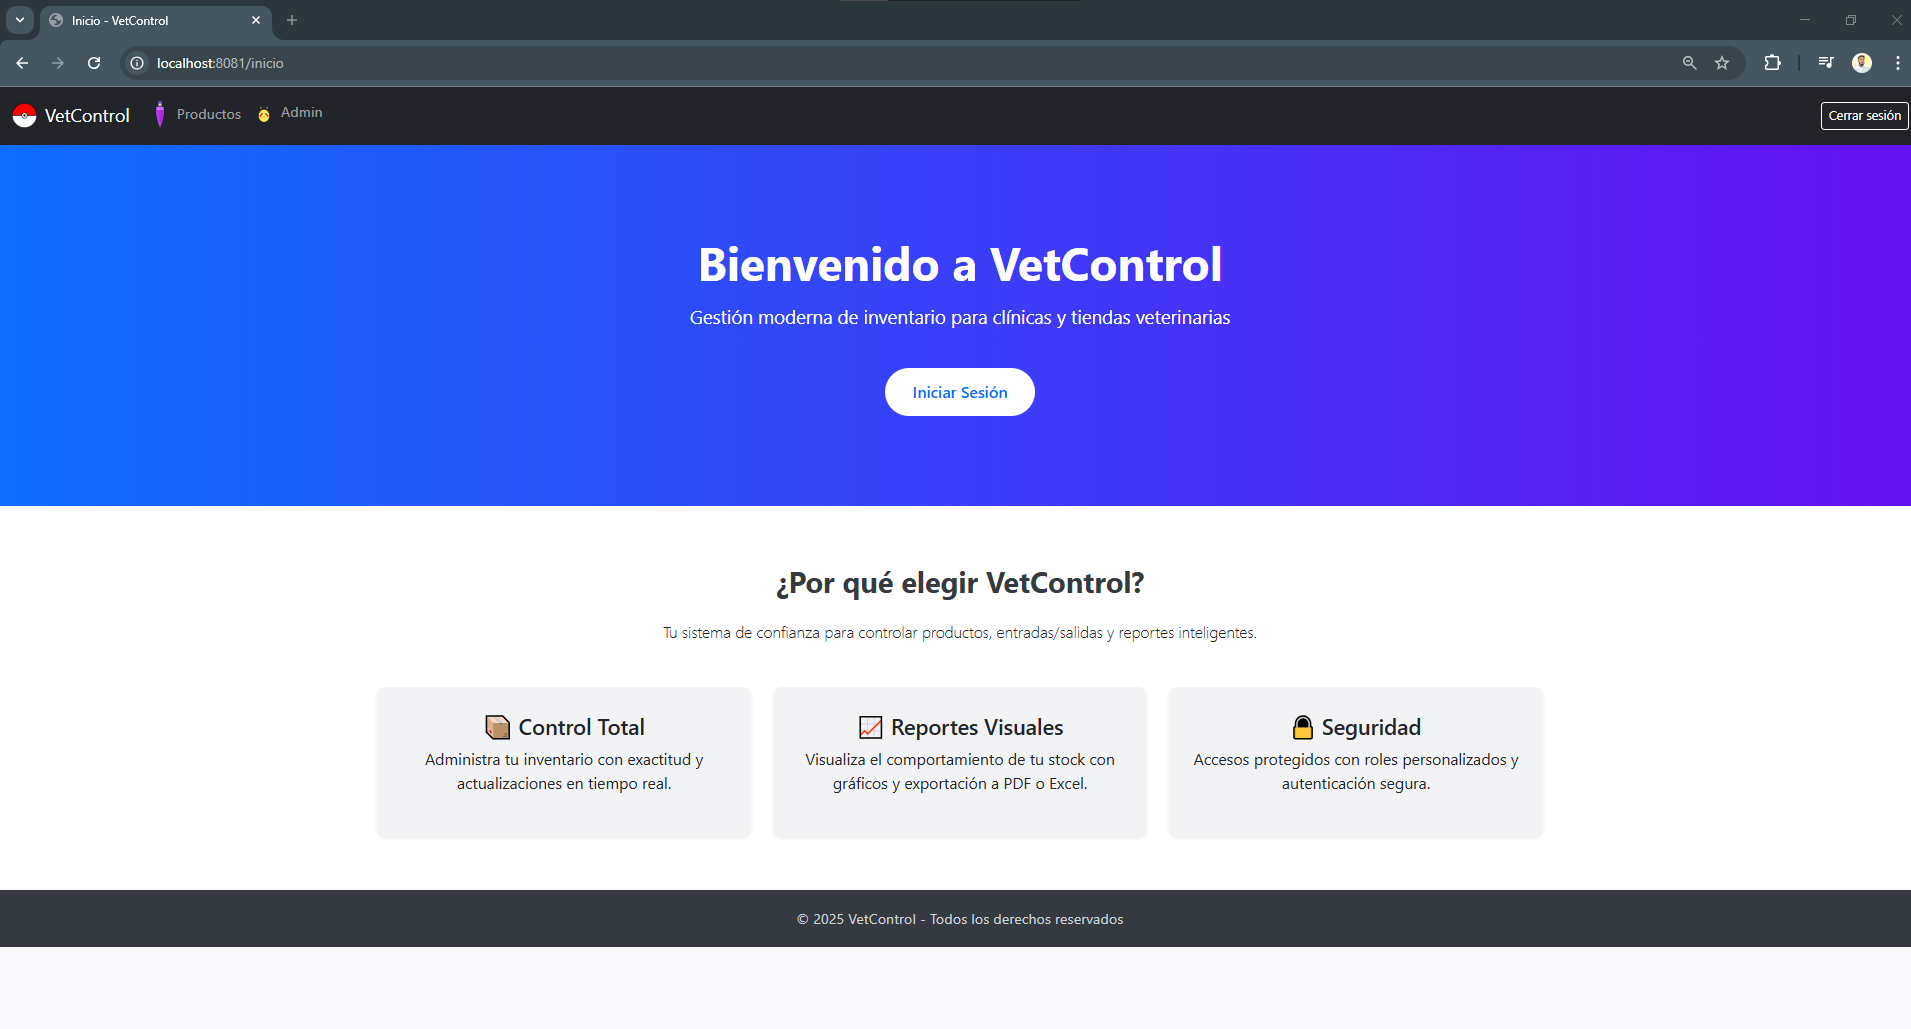 Inicio - VetControl
localhost:8081/inicio
VetControl Productos Admin Cerrar sesión
Bienvenido a VetControl
Gestión moderna de inventario para clínicas y tiendas veterinarias
Iniciar Sesión
¿Por qué elegir VetControl?
Tu sistema de confianza para controlar productos, entradas/salidas y reportes inteligentes.
Control Total
Administra tu inventario con exactitud y
actualizaciones en tiempo real.
Reportes Visuales
Visualiza el comportamiento de tu stock con
gráficos y exportación a PDF o Excel.
Seguridad
Accesos protegidos con roles personalizados y
autenticación segura.
© 2025 VetControl - Todos los derechos reservados